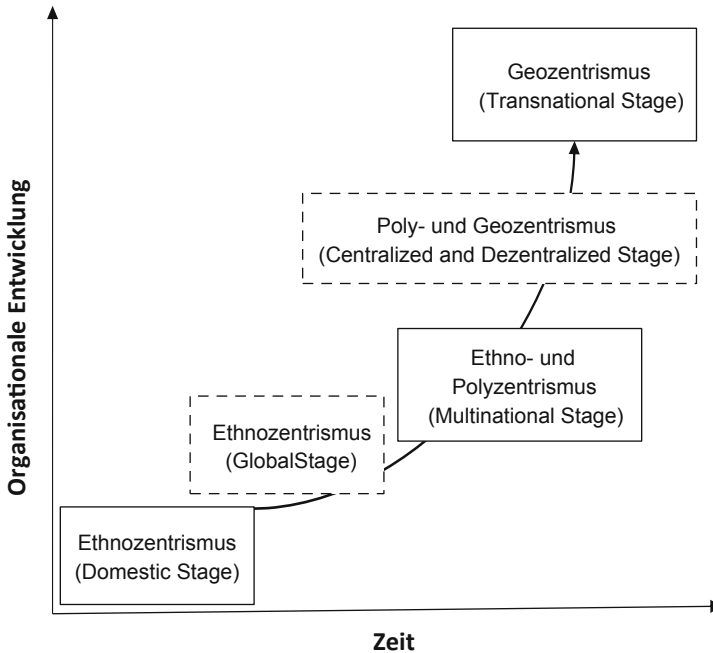 Geozentrismus
(Transnational Stage)
Poly- und Geozentrismus
(Centralized and Dezentralized Stage)
Ethno- und
Polyzentrismus
(Multinational Stage)
Ethnozentrismus
(GlobalStage)
Ethnozentrismus
(Domestic Stage)
Organisationale Entwicklung
Zeit